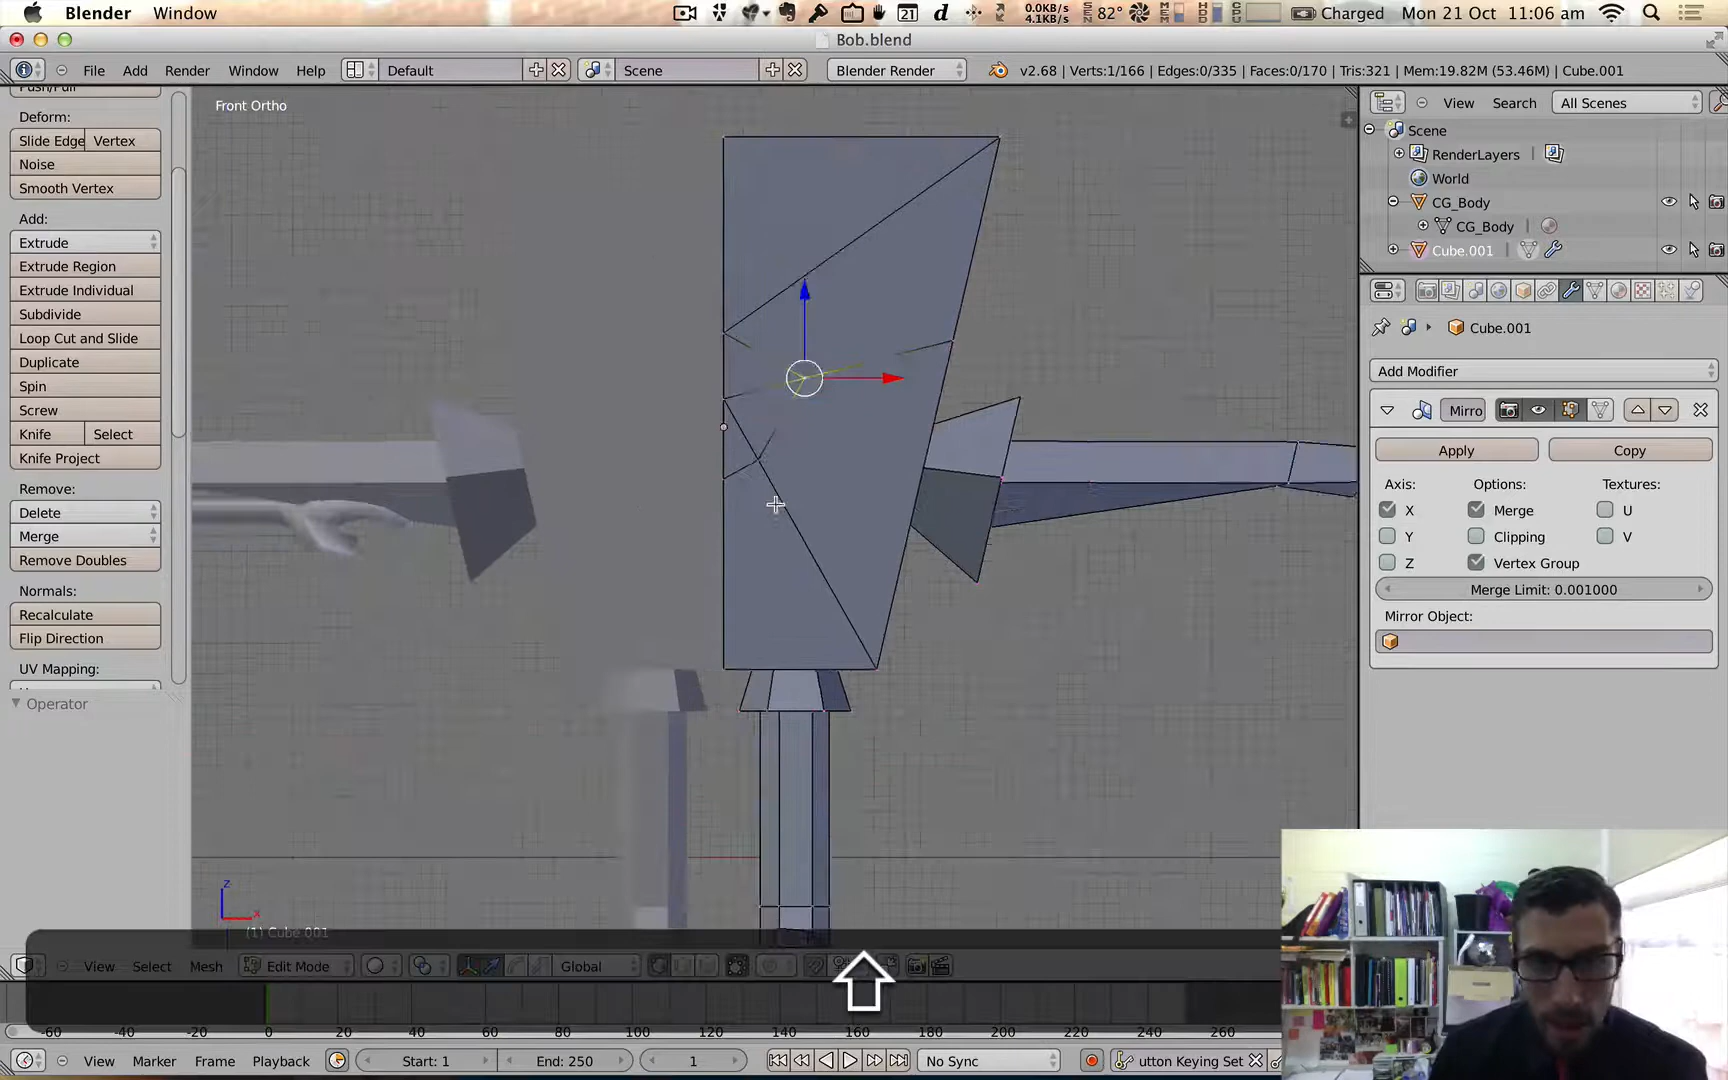 Blender Window 21 d 0.0KB/s 4.1KB/s SEN 82° MEM CPU Charged Mon 21 Oct 11:06 am
Bob.blend
File Add Render Window Help Default Scene Blender Render v2.68 | Verts:1/166 | Edges:0/335 | Faces:0/170 | Tris:321 | Mem:19.82M (53.46M) | Cube.001
Push/Pull
Deform:
Slide Edge Vertex
Noise
Smooth Vertex
Add:
Extrude
Extrude Region
Extrude Individual
Subdivide
Loop Cut and Slide
Duplicate
Spin
Screw
Knife Select
Knife Project
Remove:
Delete
Merge
Remove Doubles
Normals:
Recalculate
Flip Direction
UV Mapping:
Operator
Front Ortho
z
x
(1) Cube.001
View Search All Scenes
Scene
RenderLayers
World
CG_Body
CG_Body
Cube.001
Cube.001
Add Modifier
Mirro
Apply Copy
Axis: Options: Textures:
X Merge U
Y Clipping V
Z Vertex Group
Merge Limit: 0.001000
Mirror Object:
View Select Mesh Edit Mode Global
-60 -40 -20 0 20 40 60 80 100 120 140 160 180 200 220 240 260
View Marker Frame Playback Start: 1 End: 250 1 No Sync utton Keying Set